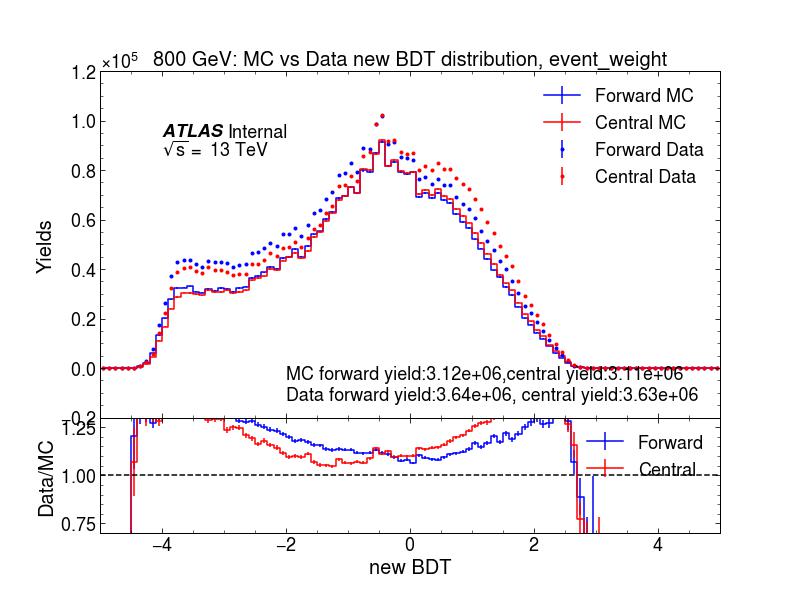 ×10⁵ 800 GeV: MC vs Data new BDT distribution, event_weight
1.2
1.0
0.8
0.6
0.4
0.2
0.0
0.2
Yields
ATLAS Internal
√s = 13 TeV
Forward MC
Central MC
Forward Data
Central Data
MC forward yield:3.12e+06,central yield:3.11e+06
Data forward yield:3.64e+06, central yield:3.63e+06
1.25
1.00
0.75
Data/MC
Forward
Central
−4 −2 0 2 4
new BDT